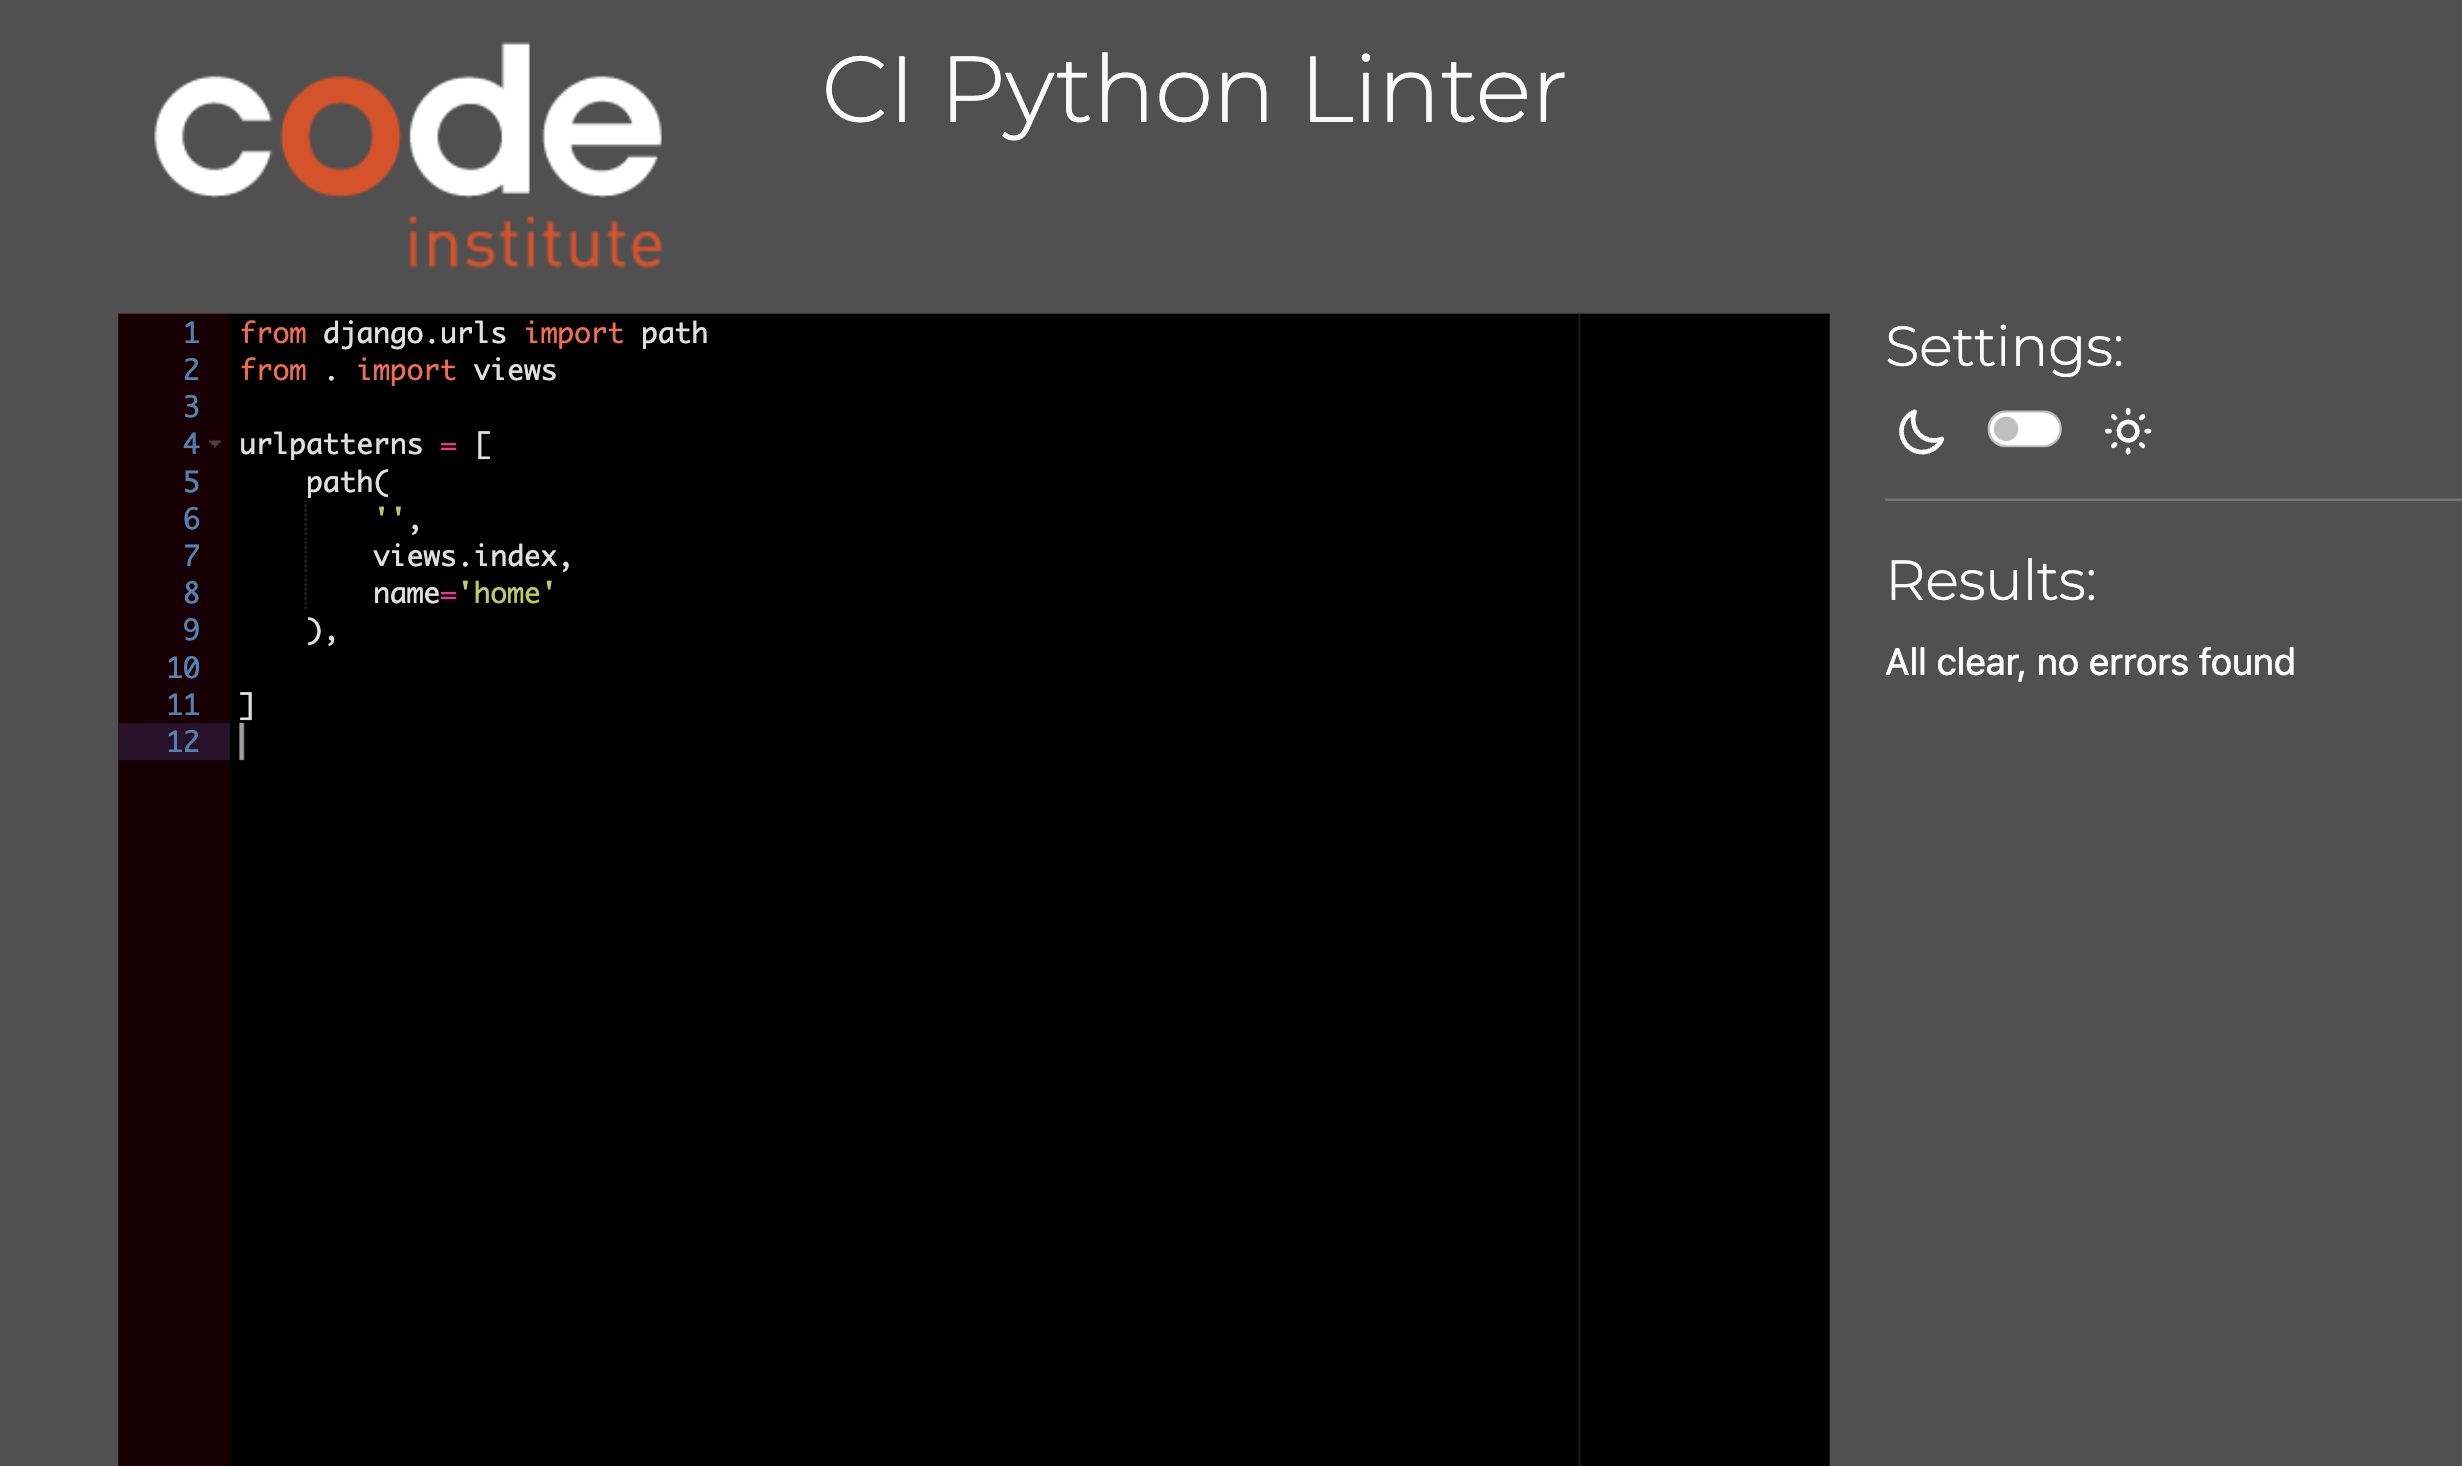 code
institute
CI Python Linter
1 from django.urls import path
2 from . import views
3
4 urlpatterns = [
5     path(
6         '',
7         views.index,
8         name='home'
9     ),
10
11 ]
12
Settings:
Results:
All clear, no errors found